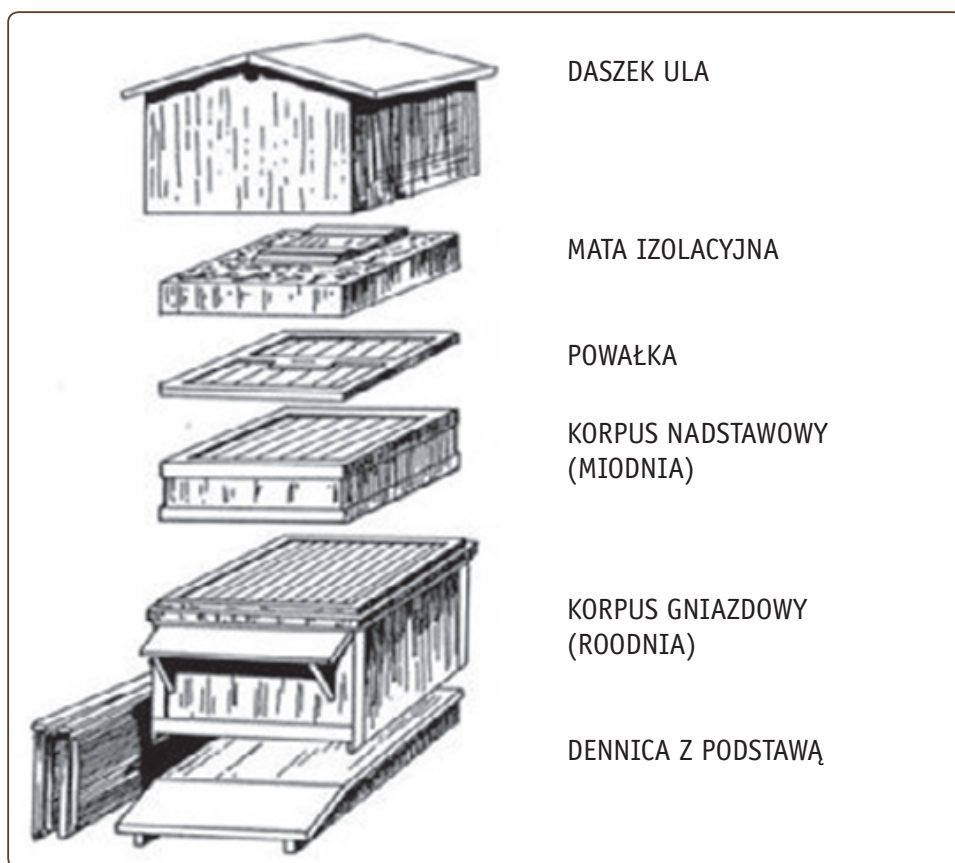 DASZEK ULA
MATA IZOLACYJNA
POWAŁKA
KORPUS NADSTAWOWY
(MIODNIA)
KORPUS GNIAZDOWY
(ROODNIA)
DENNICA Z PODSTAWĄ